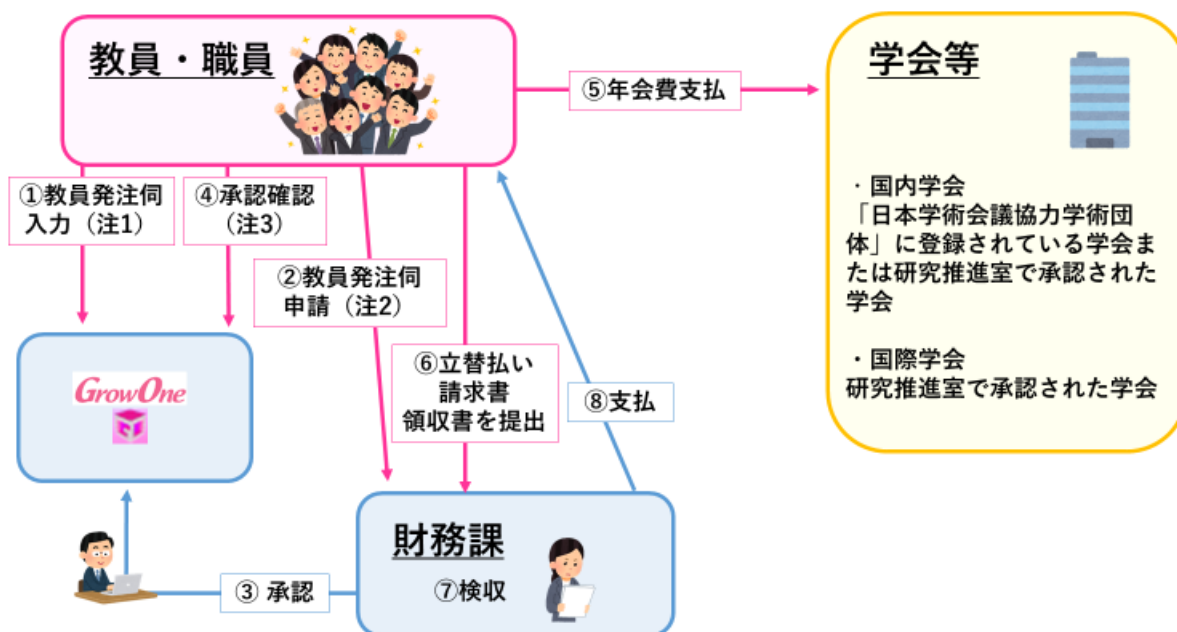 教員・職員
学会等
⑤年会費支払
①教員発注伺
入力（注1）
④承認確認
（注3）
②教員発注伺
申請（注2）
⑥立替払い
請求書
領収書を提出
⑧支払
・国内学会
「日本学術会議協力学術団
体」に登録されている学会ま
たは研究推進室で承認された
学会
・国際学会
研究推進室で承認された学会
GrowOne
財務課
⑦検収
③ 承認